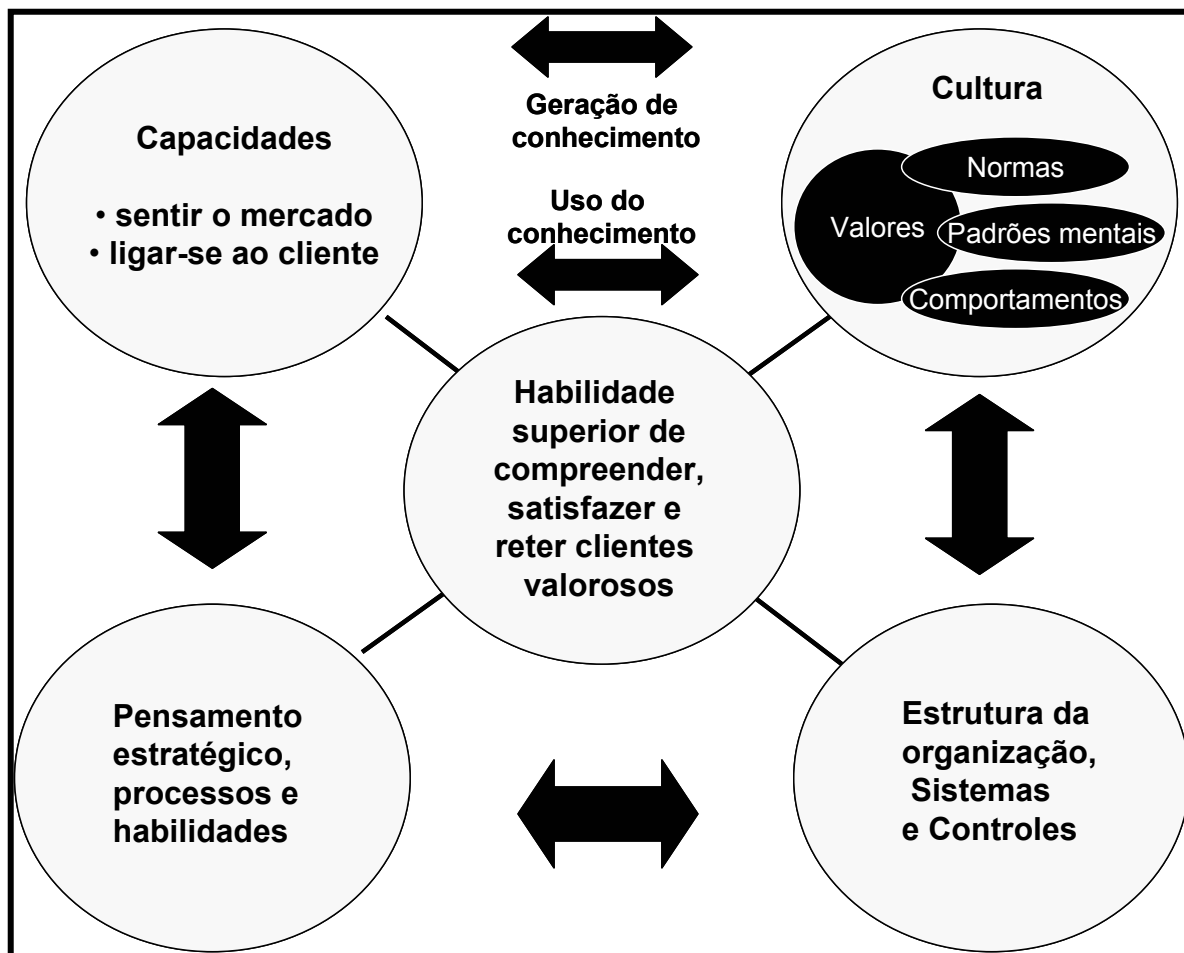 Capacidades
• sentir o mercado
• ligar-se ao cliente
Geração de
conhecimento
Uso do
conhecimento
Cultura
Normas
Valores
Padrões mentais
Comportamentos
Habilidade
superior de
compreender,
satisfazer e
reter clientes
valorosos
Pensamento
estratégico,
processos e
habilidades
Estrutura da
organização,
Sistemas
e Controles